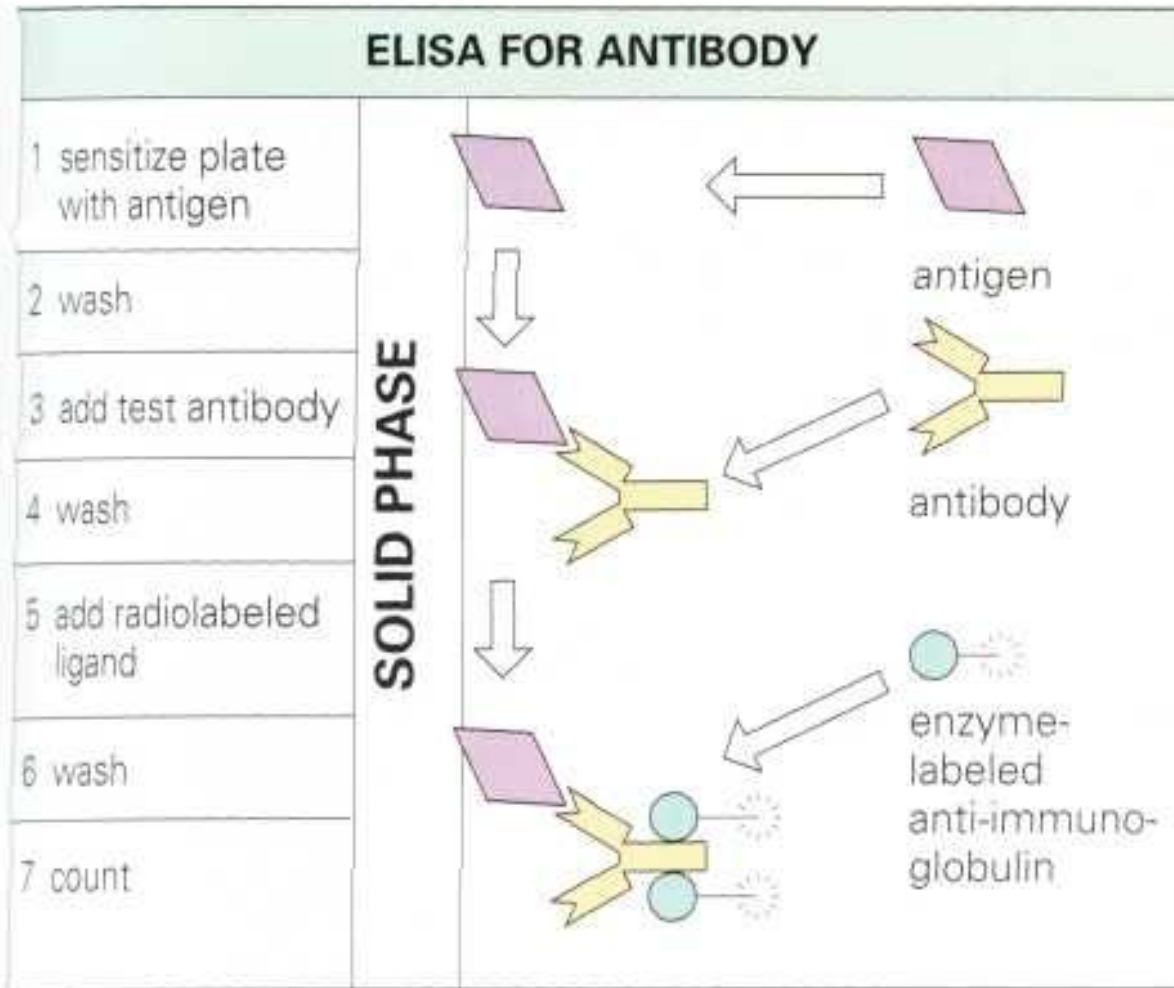 ELISA FOR ANTIBODY
1 sensitize plate
with antigen
2 wash
3 add test antibody
4 wash
5 add radiolabeled
ligand
6 wash
7 count
SOLID PHASE
antigen
antibody
enzyme-
labeled
anti-immuno-
globulin